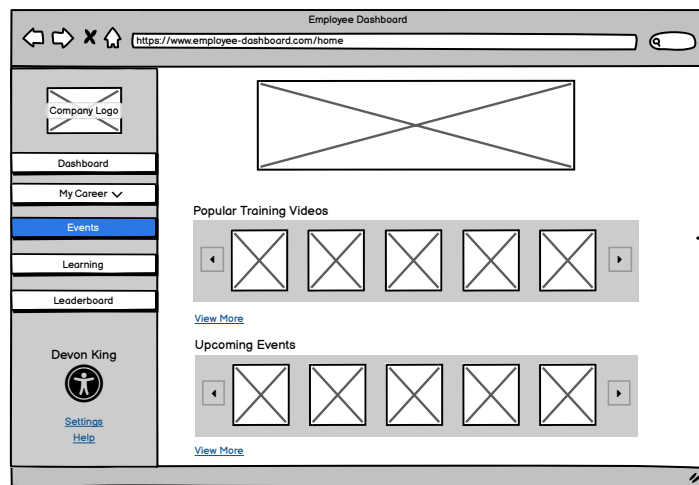 Employee Dashboard
https://www.employee-dashboard.com/home
Company Logo
Dashboard
My Career
Events
Learning
Leaderboard
Devon King
Settings
Help
Popular Training Videos
View More
Upcoming Events
View More